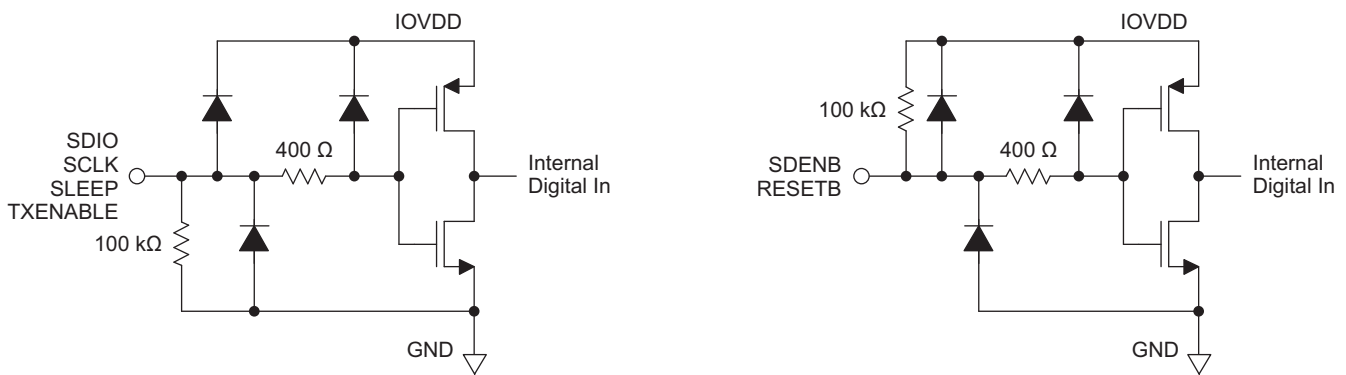 IOVDD
SDIO
SCLK
SLEEP
TXENABLE
400 Ω
100 kΩ
Internal
Digital In
GND
IOVDD
100 kΩ
SDENB
RESETB
400 Ω
Internal
Digital In
GND